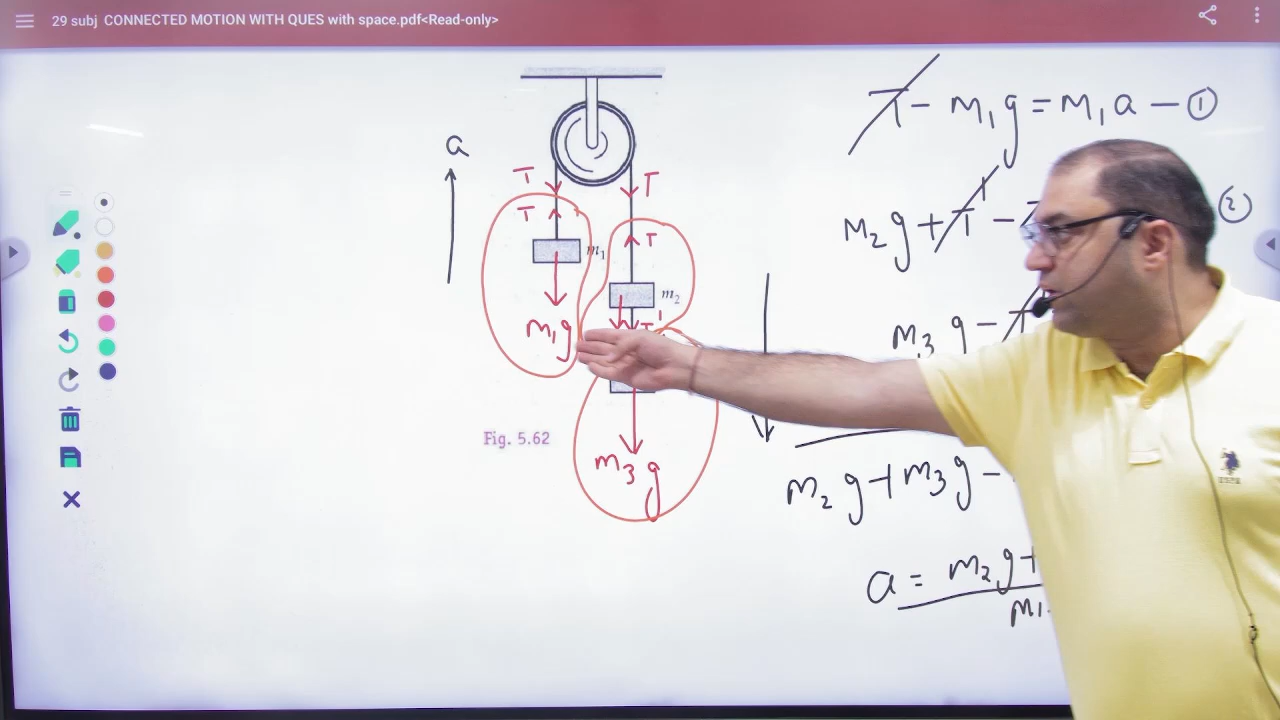 29 subj CONNECTED MOTION WITH QUES with space.pdf<Read-only>
a
T
T
T
T
m₁
m₂
T'
m₁g
m₃g
Fig. 5.62
T - m₁g = m₁a - ①
m₂g + T' -
②
m₃g -
m₂g + m₃g -
a = m₂g +
m₁